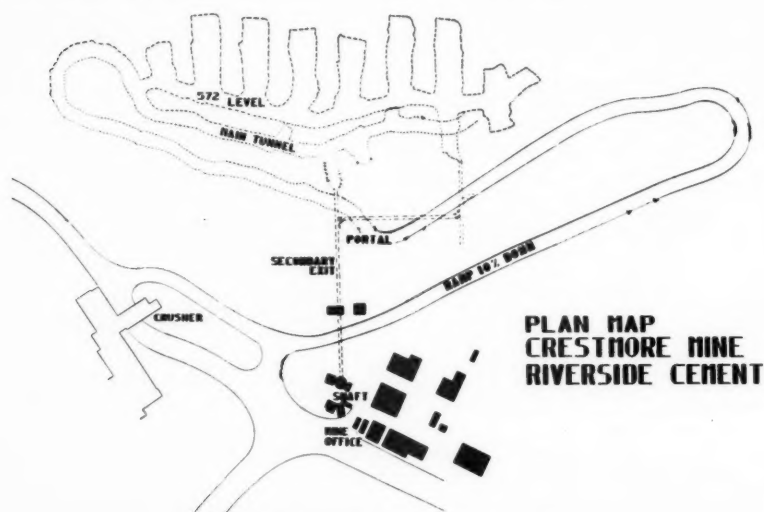 572 LEVEL
MAIN TUNNEL
PORTAL
SECONDARY
EXIT
RAMP 10% DOWN
CRUSHER
PLAN MAP
CRESTMORE MINE
RIVERSIDE CEMENT
SHAFT
MINE
OFFICE